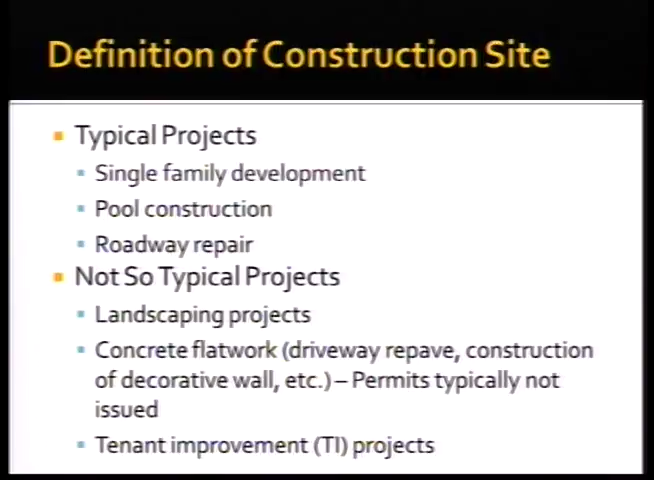 Definition of Construction Site
Typical Projects
Single family development
Pool construction
Roadway repair
Not So Typical Projects
Landscaping projects
Concrete flatwork (driveway repave, construction
of decorative wall, etc.) – Permits typically not
issued
Tenant improvement (TI) projects